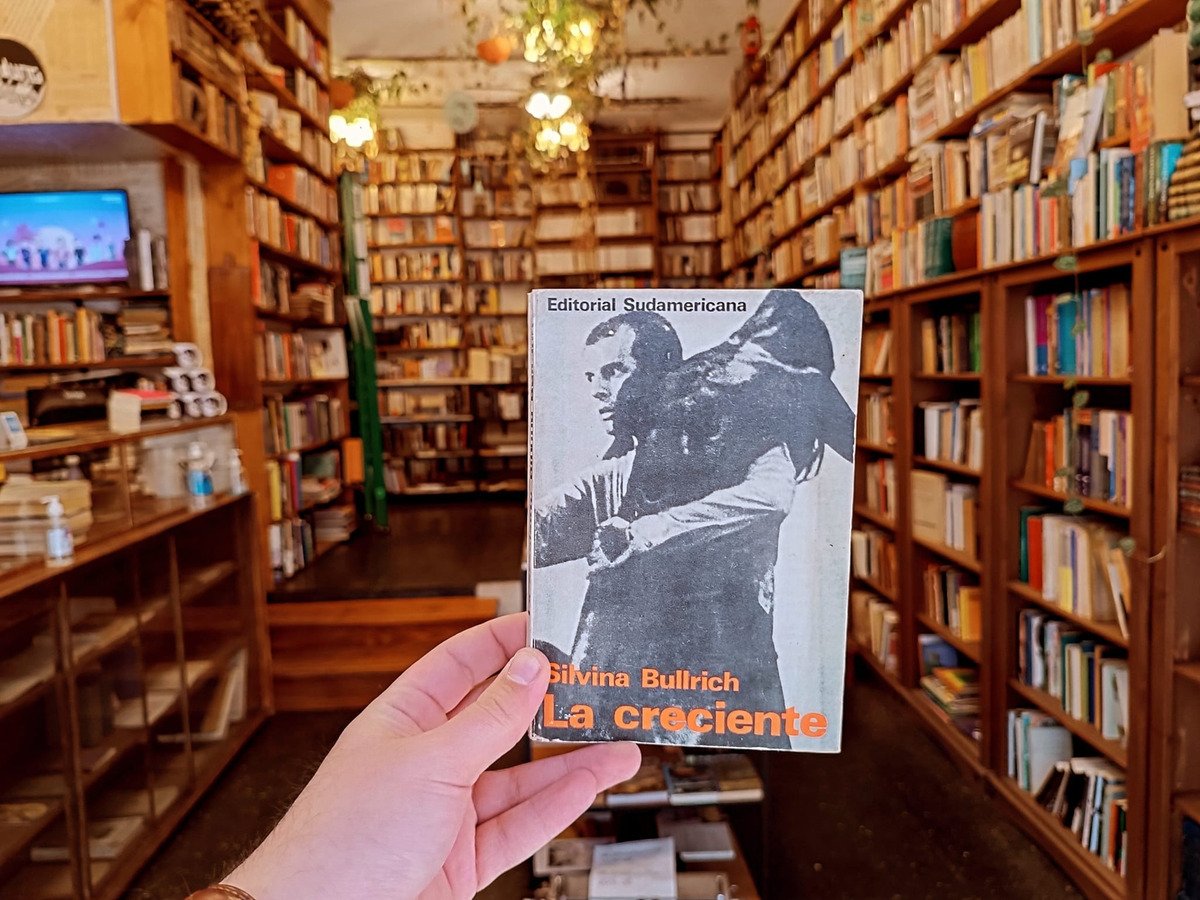 Editorial Sudamericana
Silvina Bullrich
La creciente